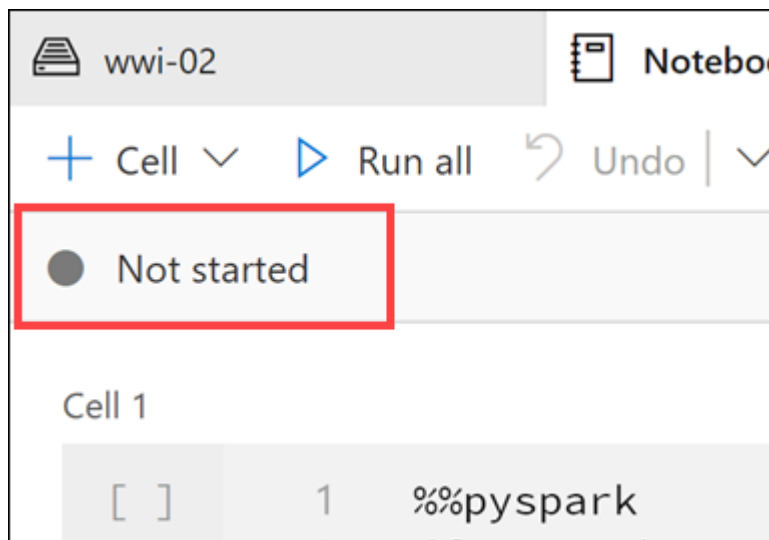 wwi-02 Notebo
Cell Run all Undo
Not started
Cell 1
[ ] 1 %%pyspark